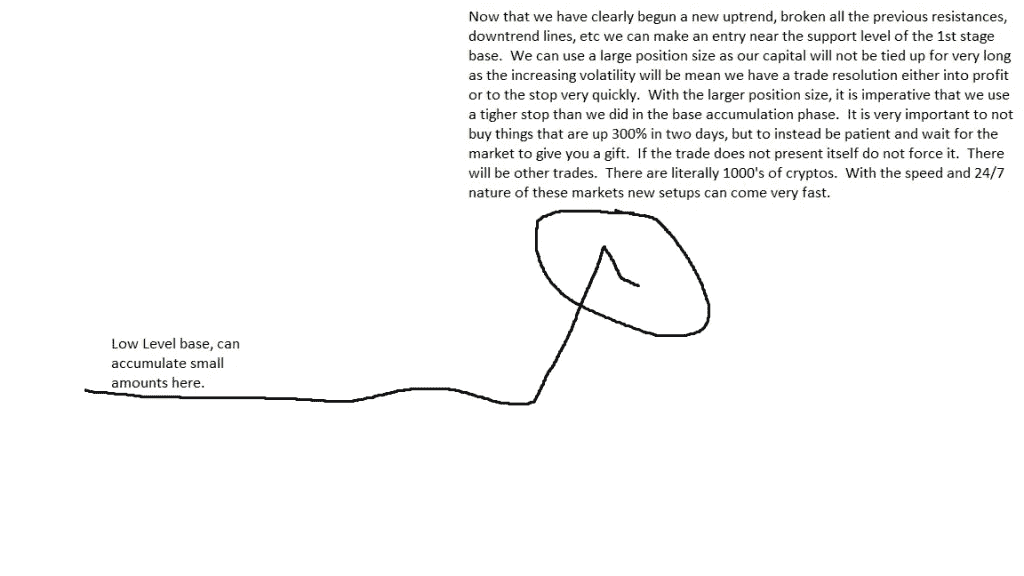 Now that we have clearly begun a new uptrend, broken all the previous resistances,
downtrend lines, etc we can make an entry near the support level of the 1st stage
base.  We can use a large position size as our capital will not be tied up for very long
as the increasing volatility will be mean we have a trade resolution either into profit
or to the stop very quickly.  With the larger position size, it is imperative that we use
a tigher stop than we did in the base accumulation phase.  It is very important to not
buy things that are up 300% in two days, but to instead be patient and wait for the
market to give you a gift.  If the trade does not present itself do not force it.  There
will be other trades.  There are literally 1000's of cryptos.  With the speed and 24/7
nature of these markets new setups can come very fast.
Low Level base, can
accumulate small
amounts here.